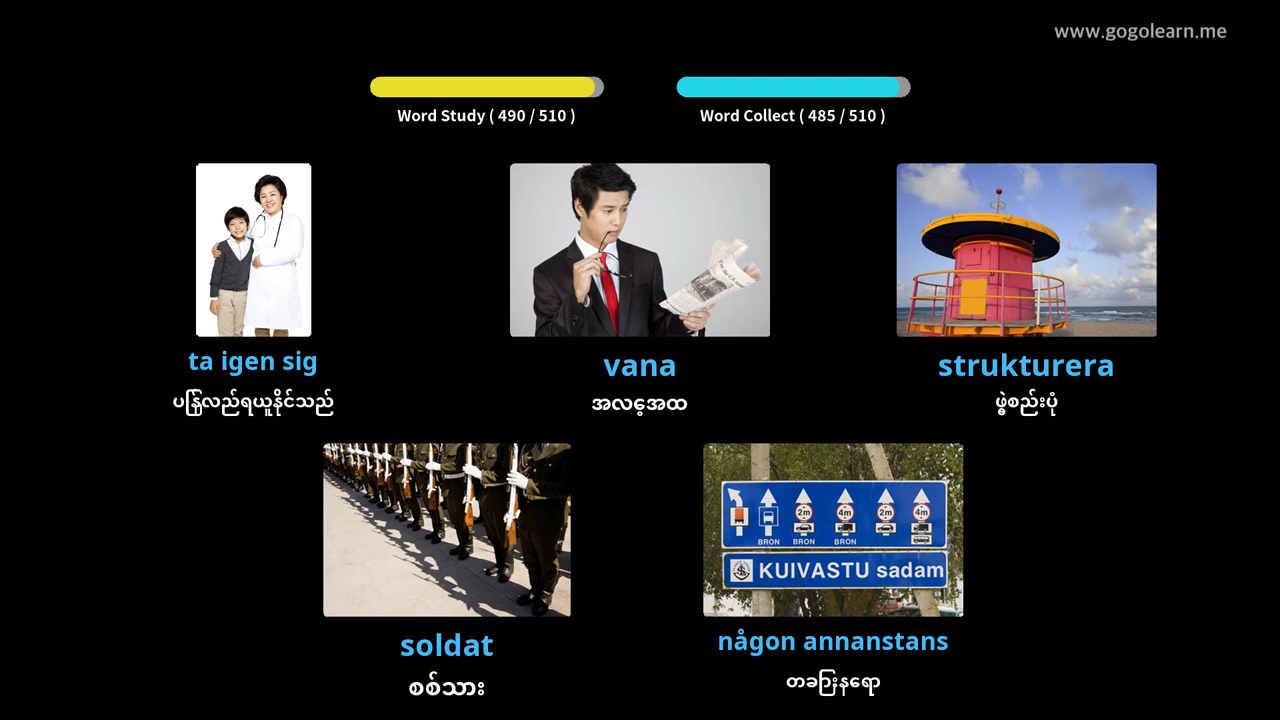 www.gogolearn.me
Word Study ( 490 / 510 )
Word Collect ( 485 / 510 )
ta igen sig
ပြန်လည်ရယူနိုင်သည်
vana
အလေ့အထ
strukturera
ဖွဲ့စည်းပုံ
BRON BRON BRON
2m 4m 2m 4m
KUIVASTU sadam
soldat
စစ်သား
någon annanstans
တခြားနေရာ